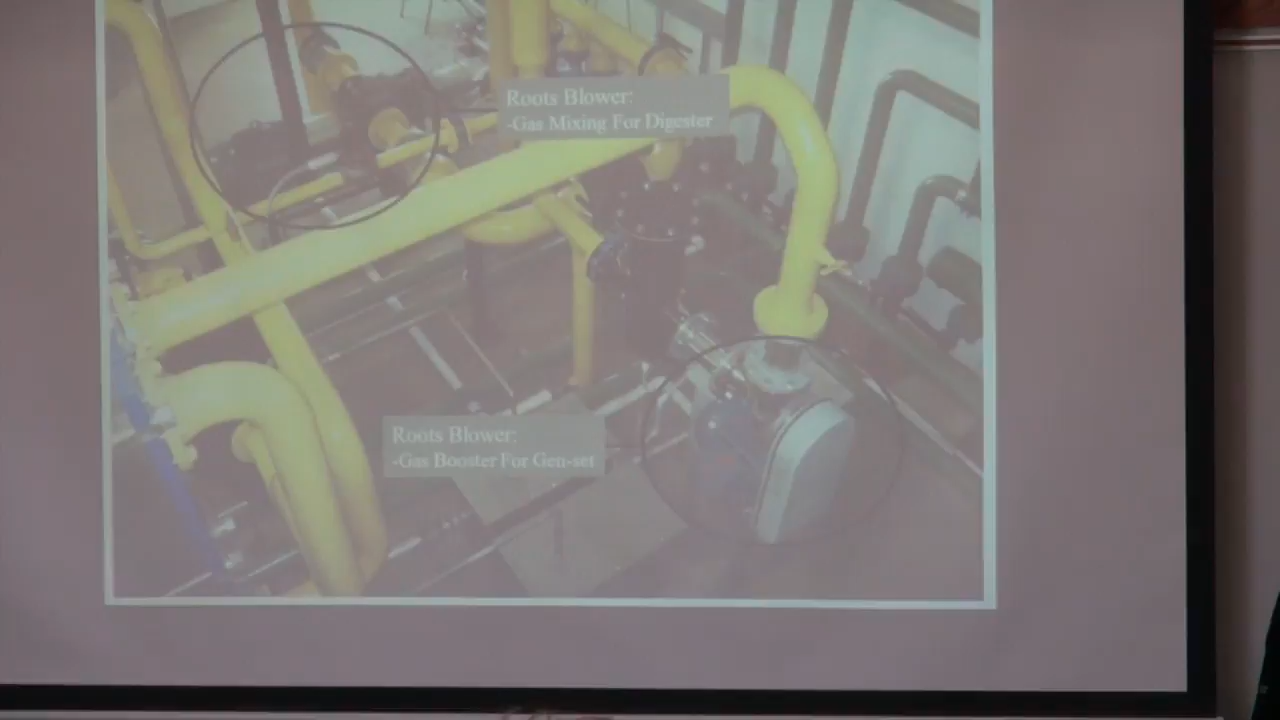 Roots Blower:
-Gas Mixing For Digester
Roots Blower:
-Gas Booster For Gen-set